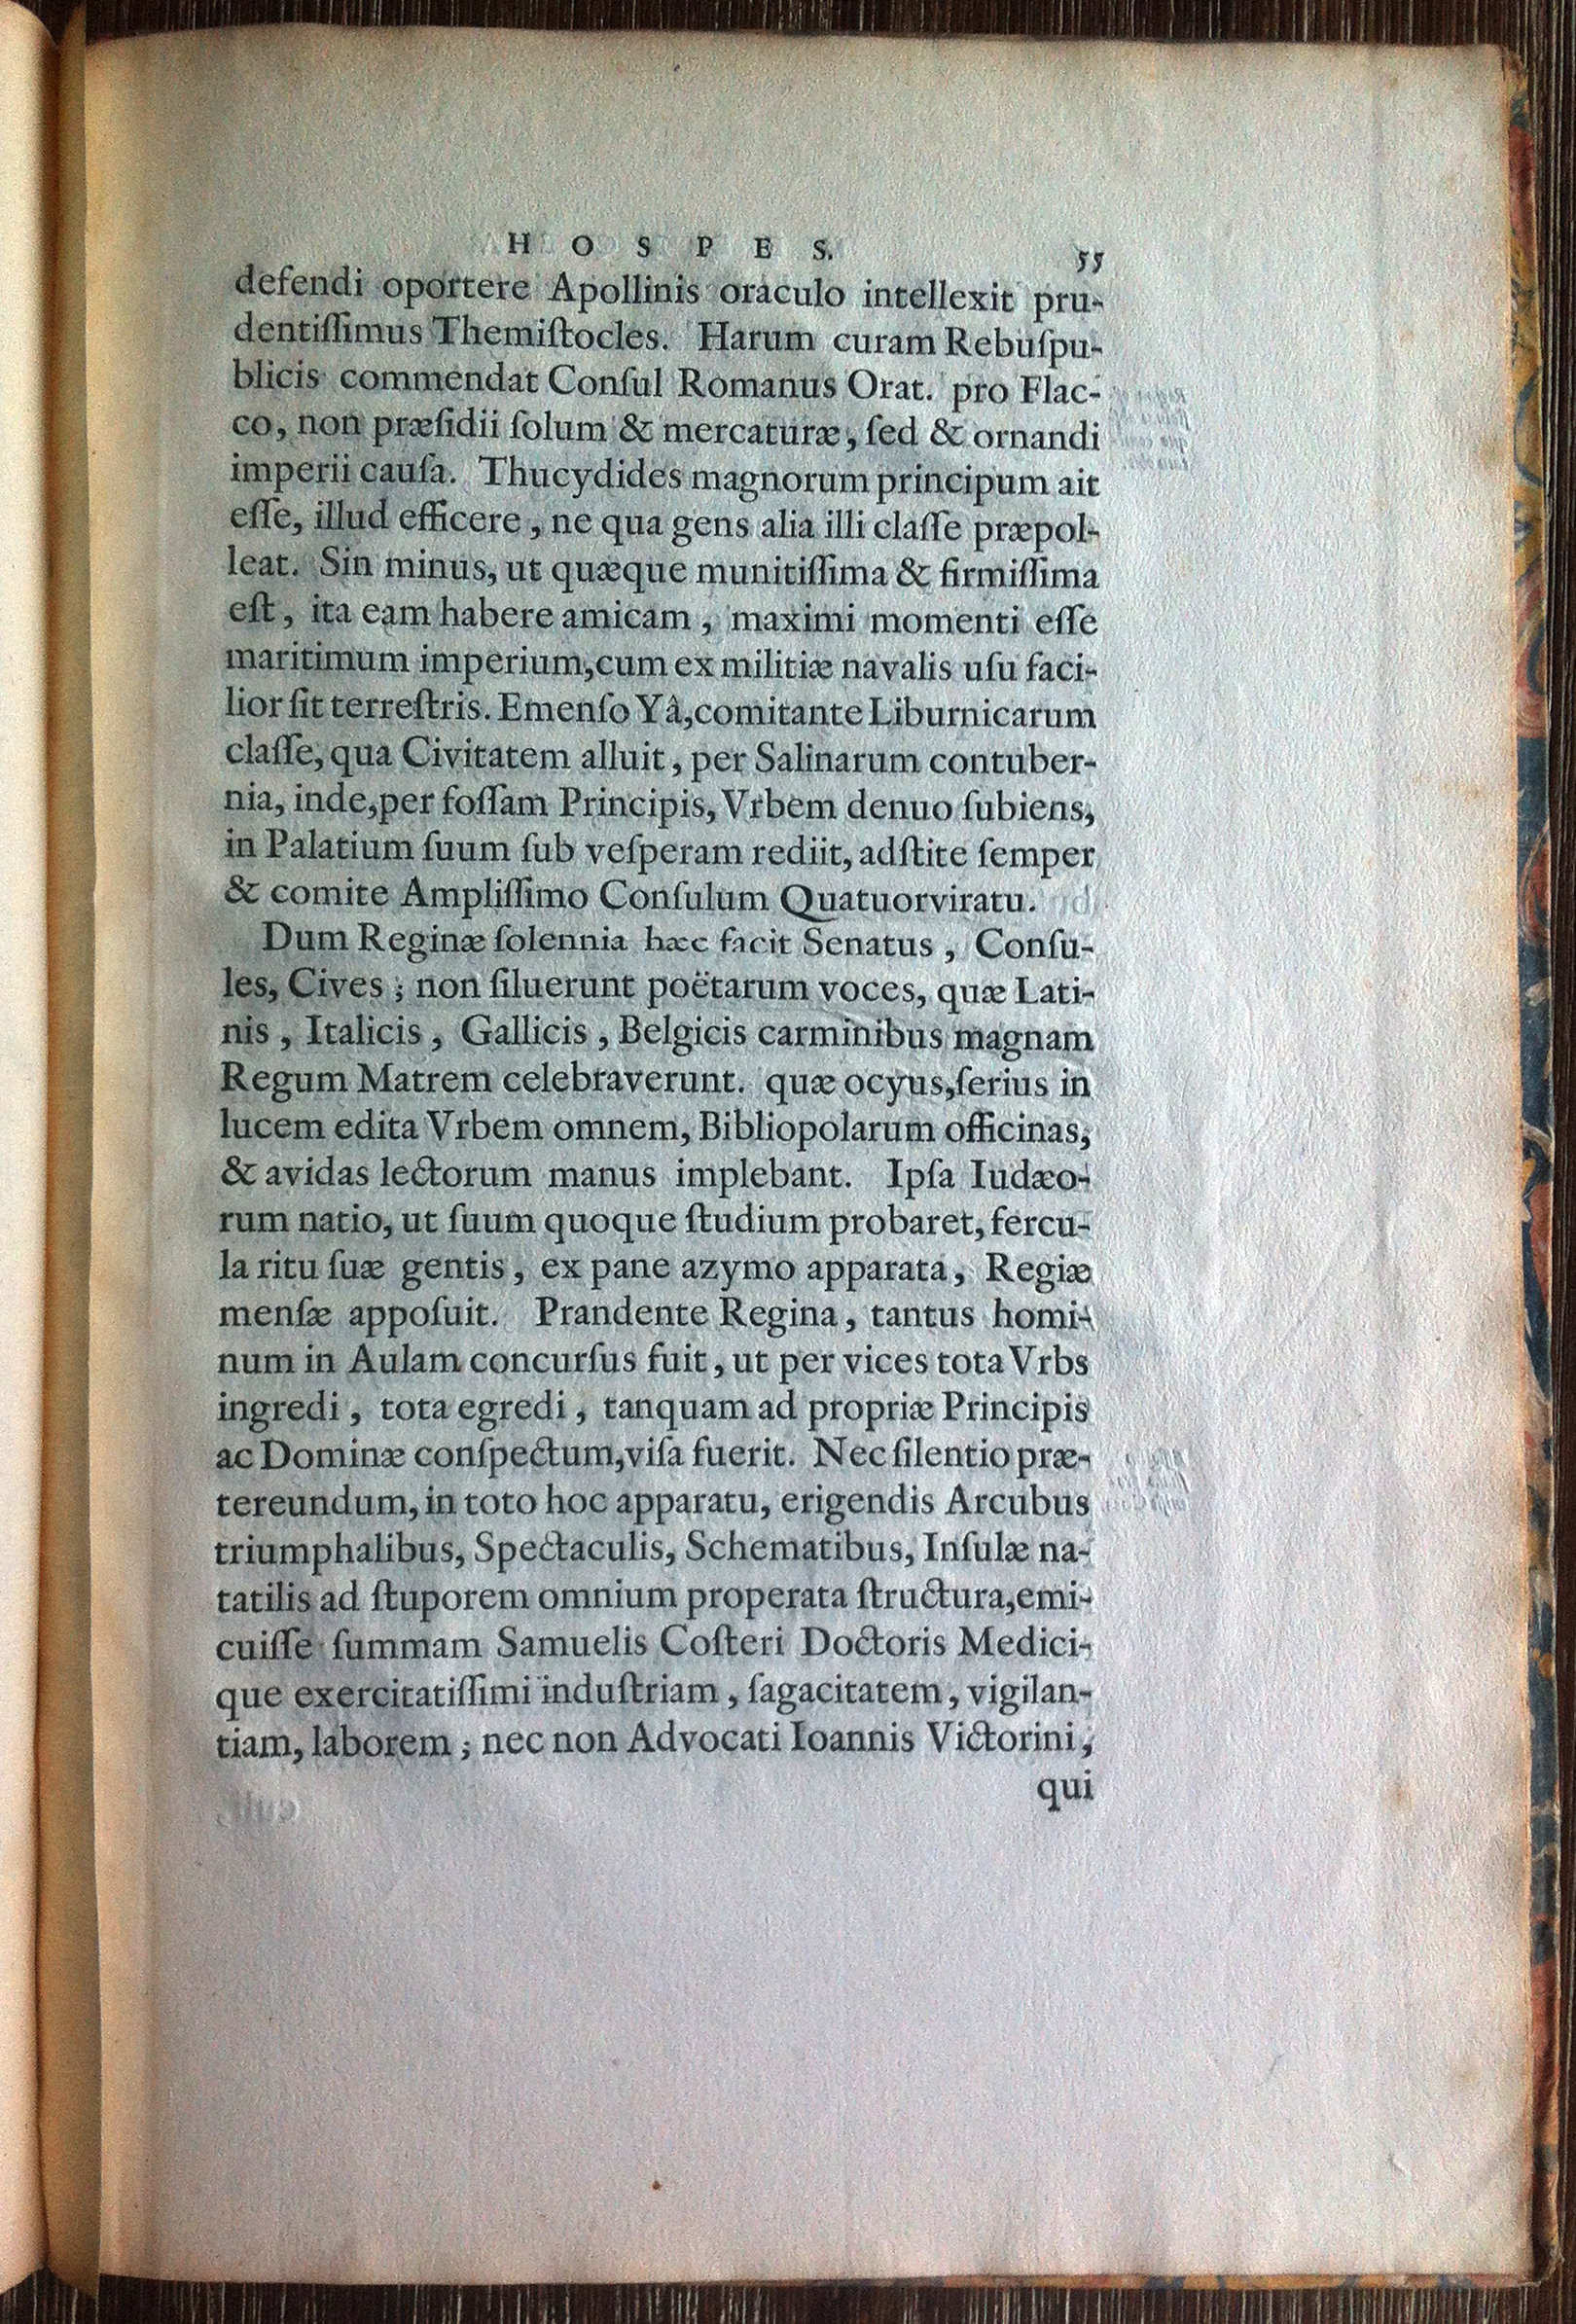 HOSPES. 55
defendi oportere Apollinis oraculo intellexit pru-
dentiſſimus Themiſtocles. Harum curam Rebuſpu-
blicis commendat Conſul Romanus Orat. pro Flac-
co, non præſidii ſolum & mercaturæ, ſed & ornandi
imperii cauſa. Thucydides magnorum principum ait
eſſe, illud efficere, ne qua gens alia illi claſſe præpol-
leat. Sin minus, ut quæque munitiſſima & firmiſſima
eſt, ita eam habere amicam, maximi momenti eſſe
maritimum imperium, cum ex militiæ navalis uſu faci-
lior ſit terreſtris. Emenſo Yâ, comitante Liburnicarum
claſſe, qua Civitatem alluit, per Salinarum contuber-
nia, inde, per foſſam Principis, Vrbem denuo ſubiens,
in Palatium ſuum ſub veſperam rediit, adſtite ſemper
& comite Ampliſſimo Conſulum Quatuorviratu.
Dum Reginæ ſolennia hæc facit Senatus, Conſu-
les, Cives; non ſiluerunt poëtarum voces, quæ Lati-
nis, Italicis, Gallicis, Belgicis carminibus magnam
Regum Matrem celebraverunt. quæ ocyus, ſerius in
lucem edita Vrbem omnem, Bibliopolarum officinas,
& avidas lectorum manus implebant. Ipſa Iudæo-
rum natio, ut ſuum quoque ſtudium probaret, fercu-
la ritu ſuæ gentis, ex pane azymo apparata, Regiæ
menſæ appoſuit. Prandente Regina, tantus homi-
num in Aulam concurſus fuit, ut per vices tota Vrbs
ingredi, tota egredi, tanquam ad propriæ Principis
ac Dominæ conſpectum, viſa fuerit. Nec ſilentio præ-
tereundum, in toto hoc apparatu, erigendis Arcubus
triumphalibus, Spectaculis, Schematibus, Inſulæ na-
tatilis ad ſtuporem omnium properata ſtructura, emi-
cuiſſe ſummam Samuelis Coſteri Doctoris Medici-
que exercitatiſſimi induſtriam, ſagacitatem, vigilan-
tiam, laborem; nec non Advocati Ioannis Victorini,
qui